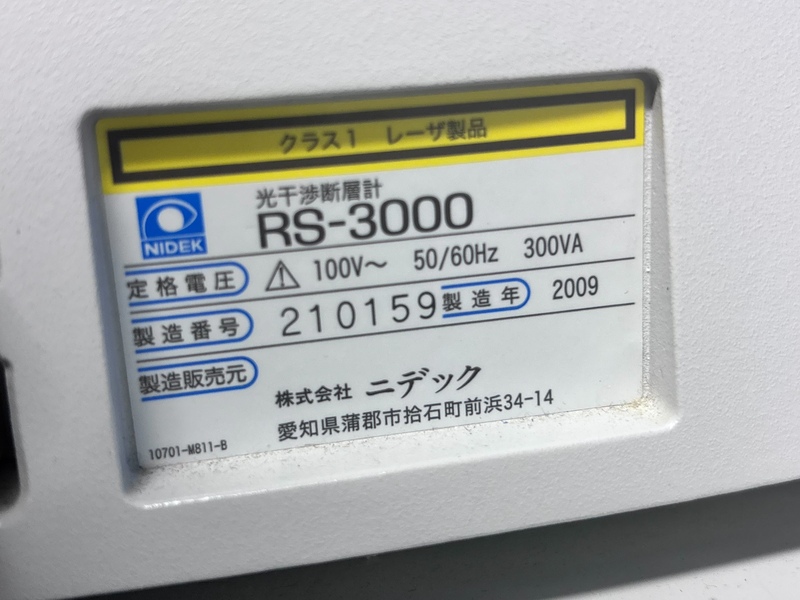 クラス1 レーザ製品
光干渉断層計
NIDEK RS-3000
定格電圧 100V～ 50/60Hz 300VA
製造番号 210159 製造年 2009
製造販売元
株式会社 ニデック
愛知県蒲郡市拾石町前浜34-14
10701-M811-B